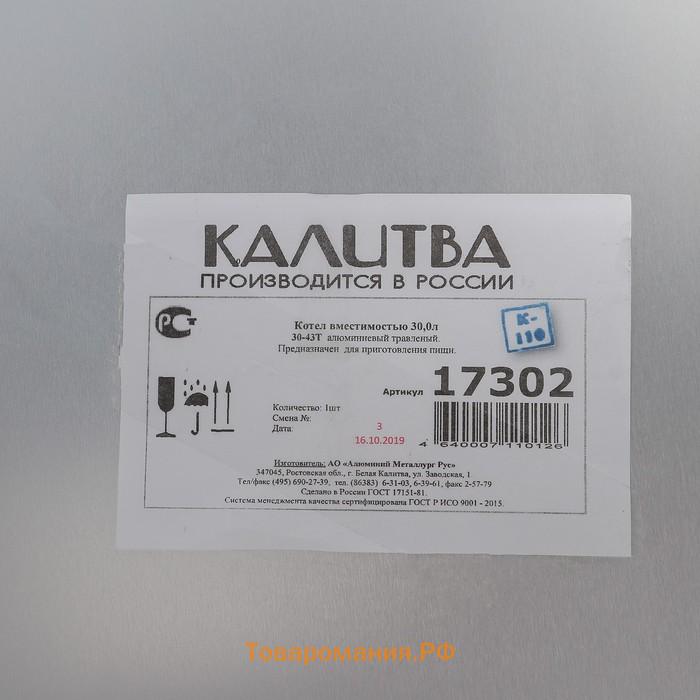 КАЛИТВА
ПРОИЗВОДИТСЯ В РОССИИ
РСТ
Котел вместимостью 30,0л
30-43Т алюминиевый травленый.
Предназначен для приготовления пищи.
К-
110
Артикул 17302
Количество: 1шт
Смена №: 3
Дата: 16.10.2019
4 640007 110126
Изготовитель: АО «Алюминий Металлург Рус»
347045, Ростовская обл., г. Белая Калитва, ул. Заводская, 1
Тел/факс (495) 690-27-39, тел. (86383) 6-31-03, 6-39-61, факс 2-57-79
Сделано в России ГОСТ 17151-81.
Система менеджмента качества сертифицирована ГОСТ Р ИСО 9001 - 2015.
Товаромания.РФ